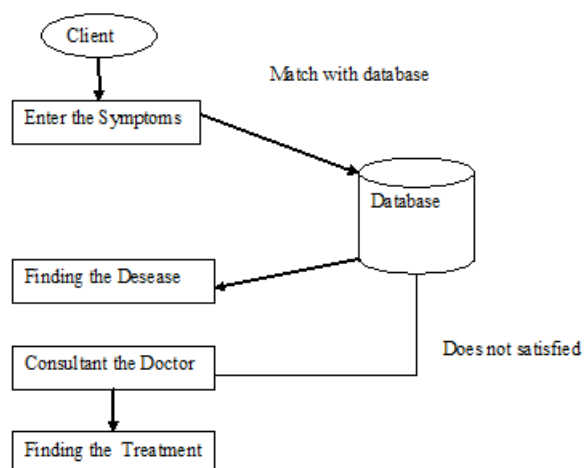 Client
Match with database
Enter the Symptoms
Database
Finding the Desease
Does not satisfied
Consultant the Doctor
Finding the Treatment